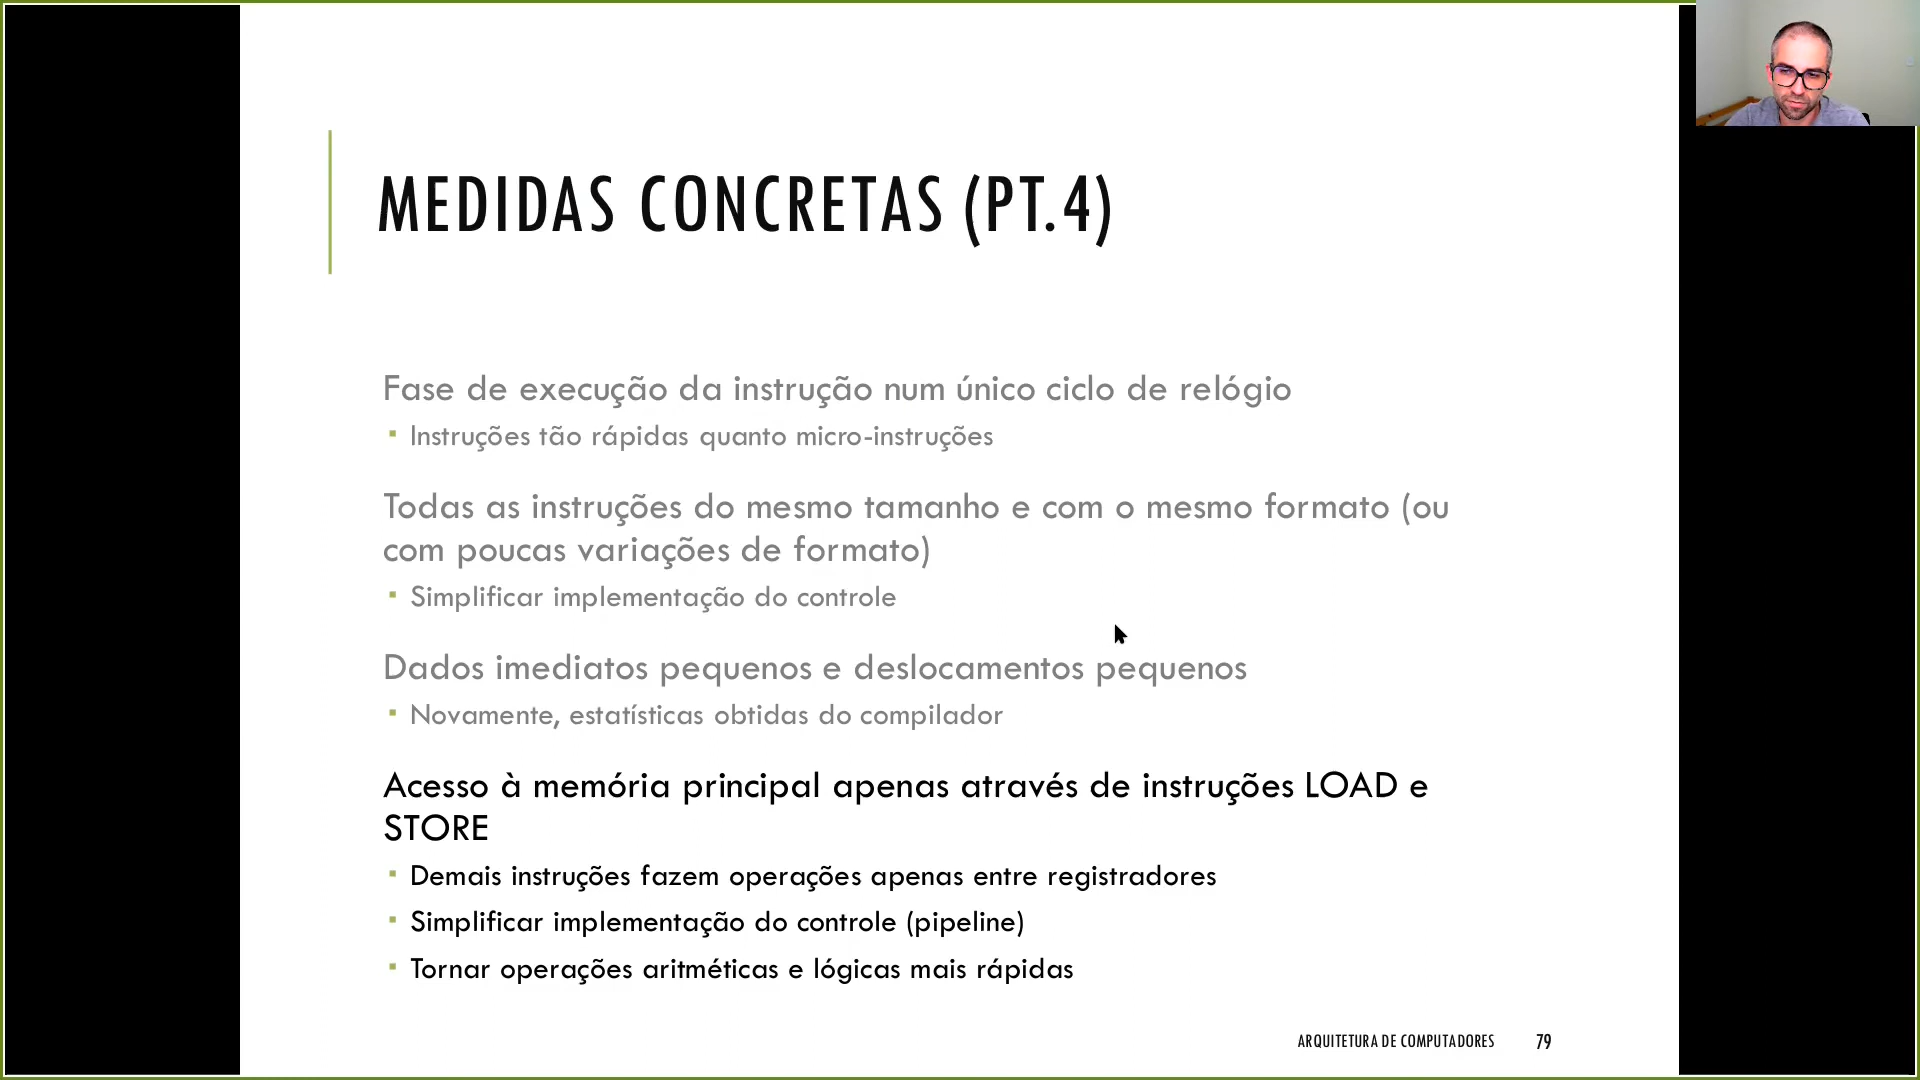 MEDIDAS CONCRETAS (PT.4)
Fase de execução da instrução num único ciclo de relógio
Instruções tão rápidas quanto micro-instruções
Todas as instruções do mesmo tamanho e com o mesmo formato (ou
com poucas variações de formato)
Simplificar implementação do controle
Dados imediatos pequenos e deslocamentos pequenos
Novamente, estatísticas obtidas do compilador
Acesso à memória principal apenas através de instruções LOAD e
STORE
Demais instruções fazem operações apenas entre registradores
Simplificar implementação do controle (pipeline)
Tornar operações aritméticas e lógicas mais rápidas
ARQUITETURA DE COMPUTADORES 79